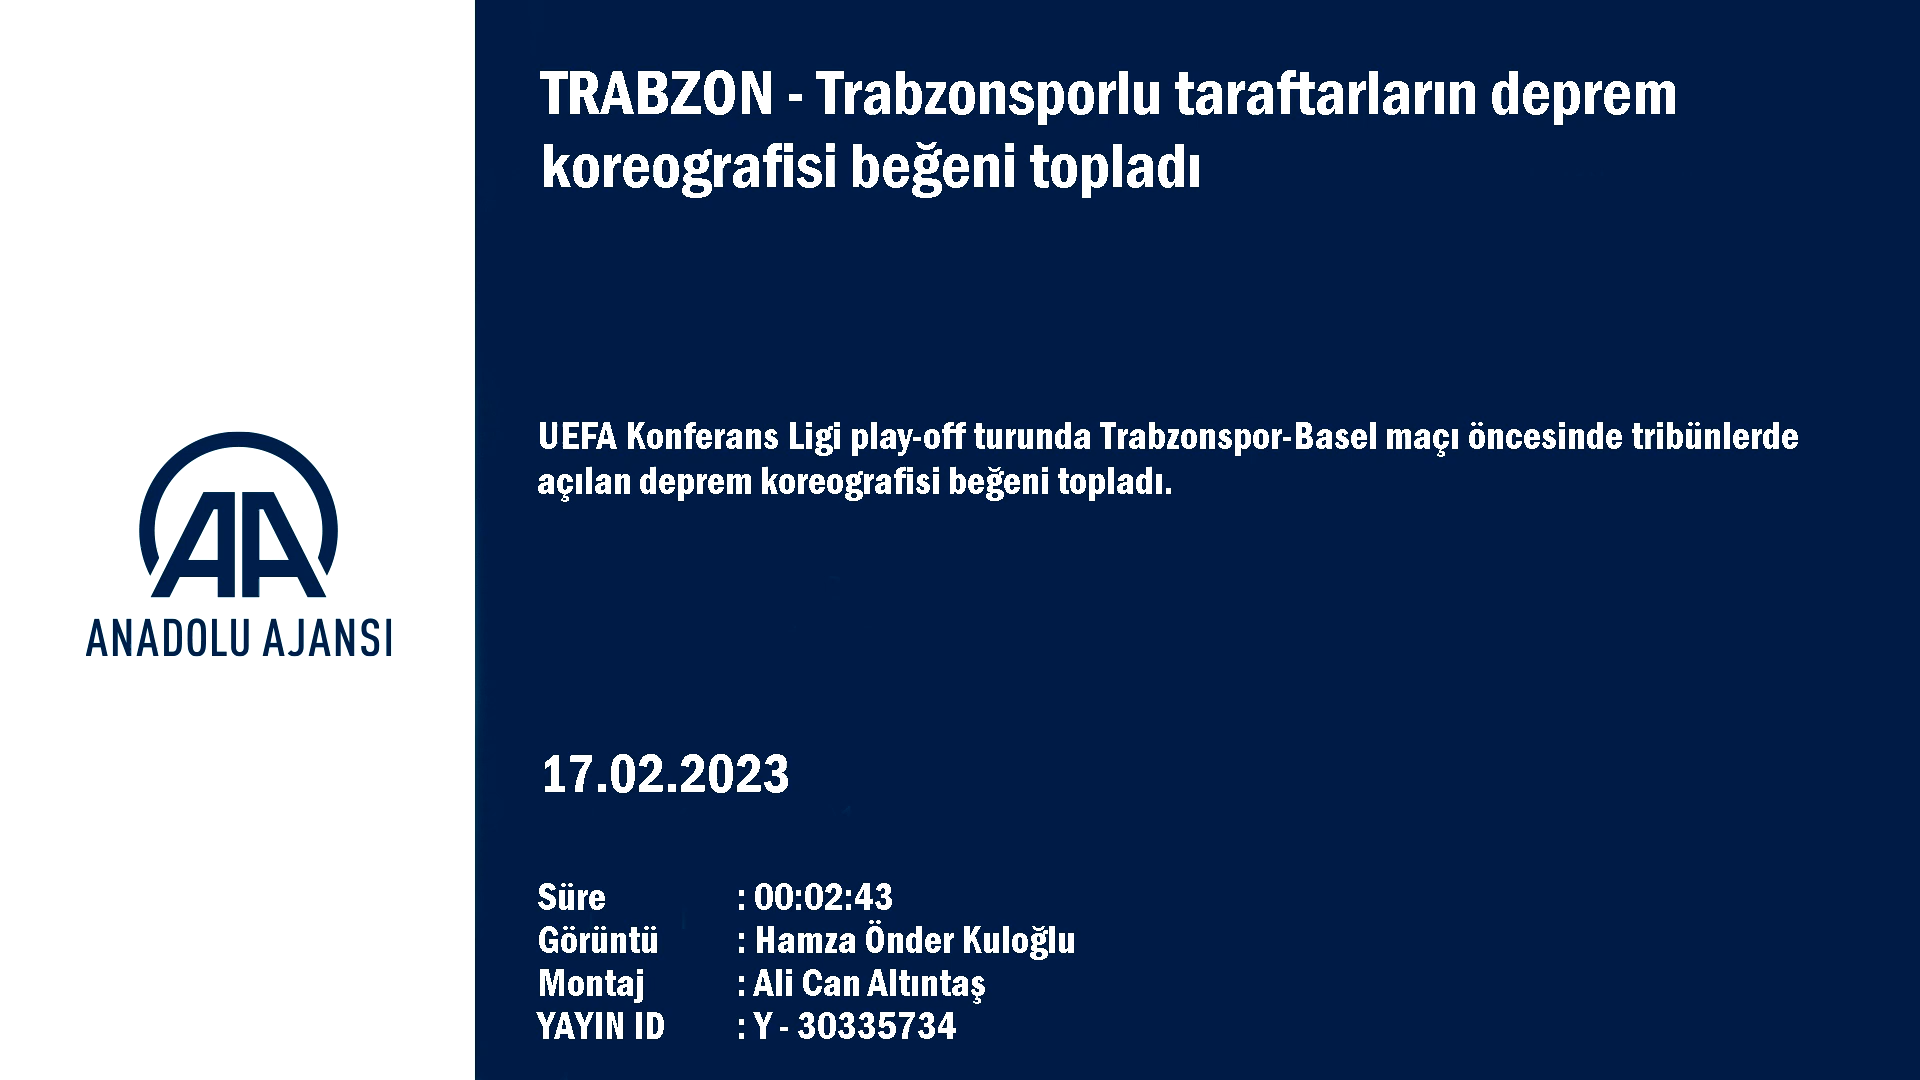 TRABZON - Trabzonsporlu taraftarların deprem
koreografisi beğeni topladı
UEFA Konferans Ligi play-off turunda Trabzonspor-Basel maçı öncesinde tribünlerde
açılan deprem koreografisi beğeni topladı.
AA
ANADOLU AJANSI
17.02.2023
Süre : 00:02:43
Görüntü : Hamza Önder Kuloğlu
Montaj : Ali Can Altıntaş
YAYIN ID : Y - 30335734